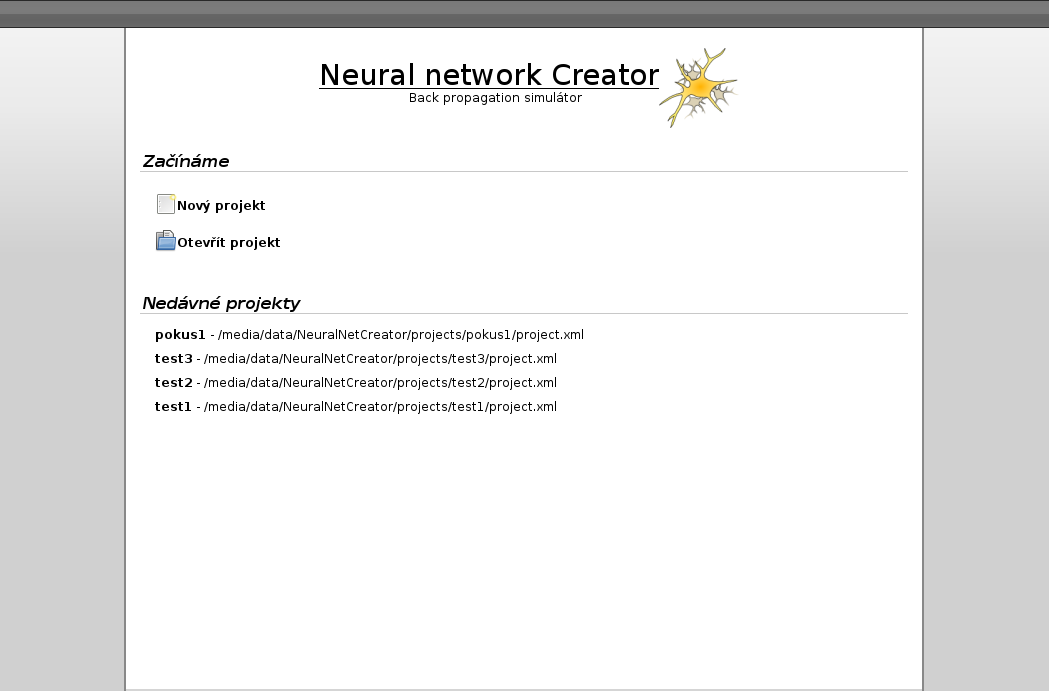 Neural network Creator
Back propagation simulátor
Začínáme
Nový projekt
Otevřít projekt
Nedávné projekty
pokus1 - /media/data/NeuralNetCreator/projects/pokus1/project.xml
test3 - /media/data/NeuralNetCreator/projects/test3/project.xml
test2 - /media/data/NeuralNetCreator/projects/test2/project.xml
test1 - /media/data/NeuralNetCreator/projects/test1/project.xml